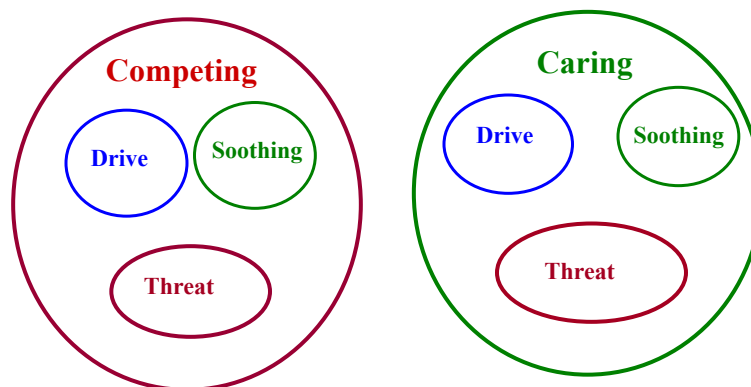 Competing
Drive
Soothing
Threat
Caring
Drive
Soothing
Threat